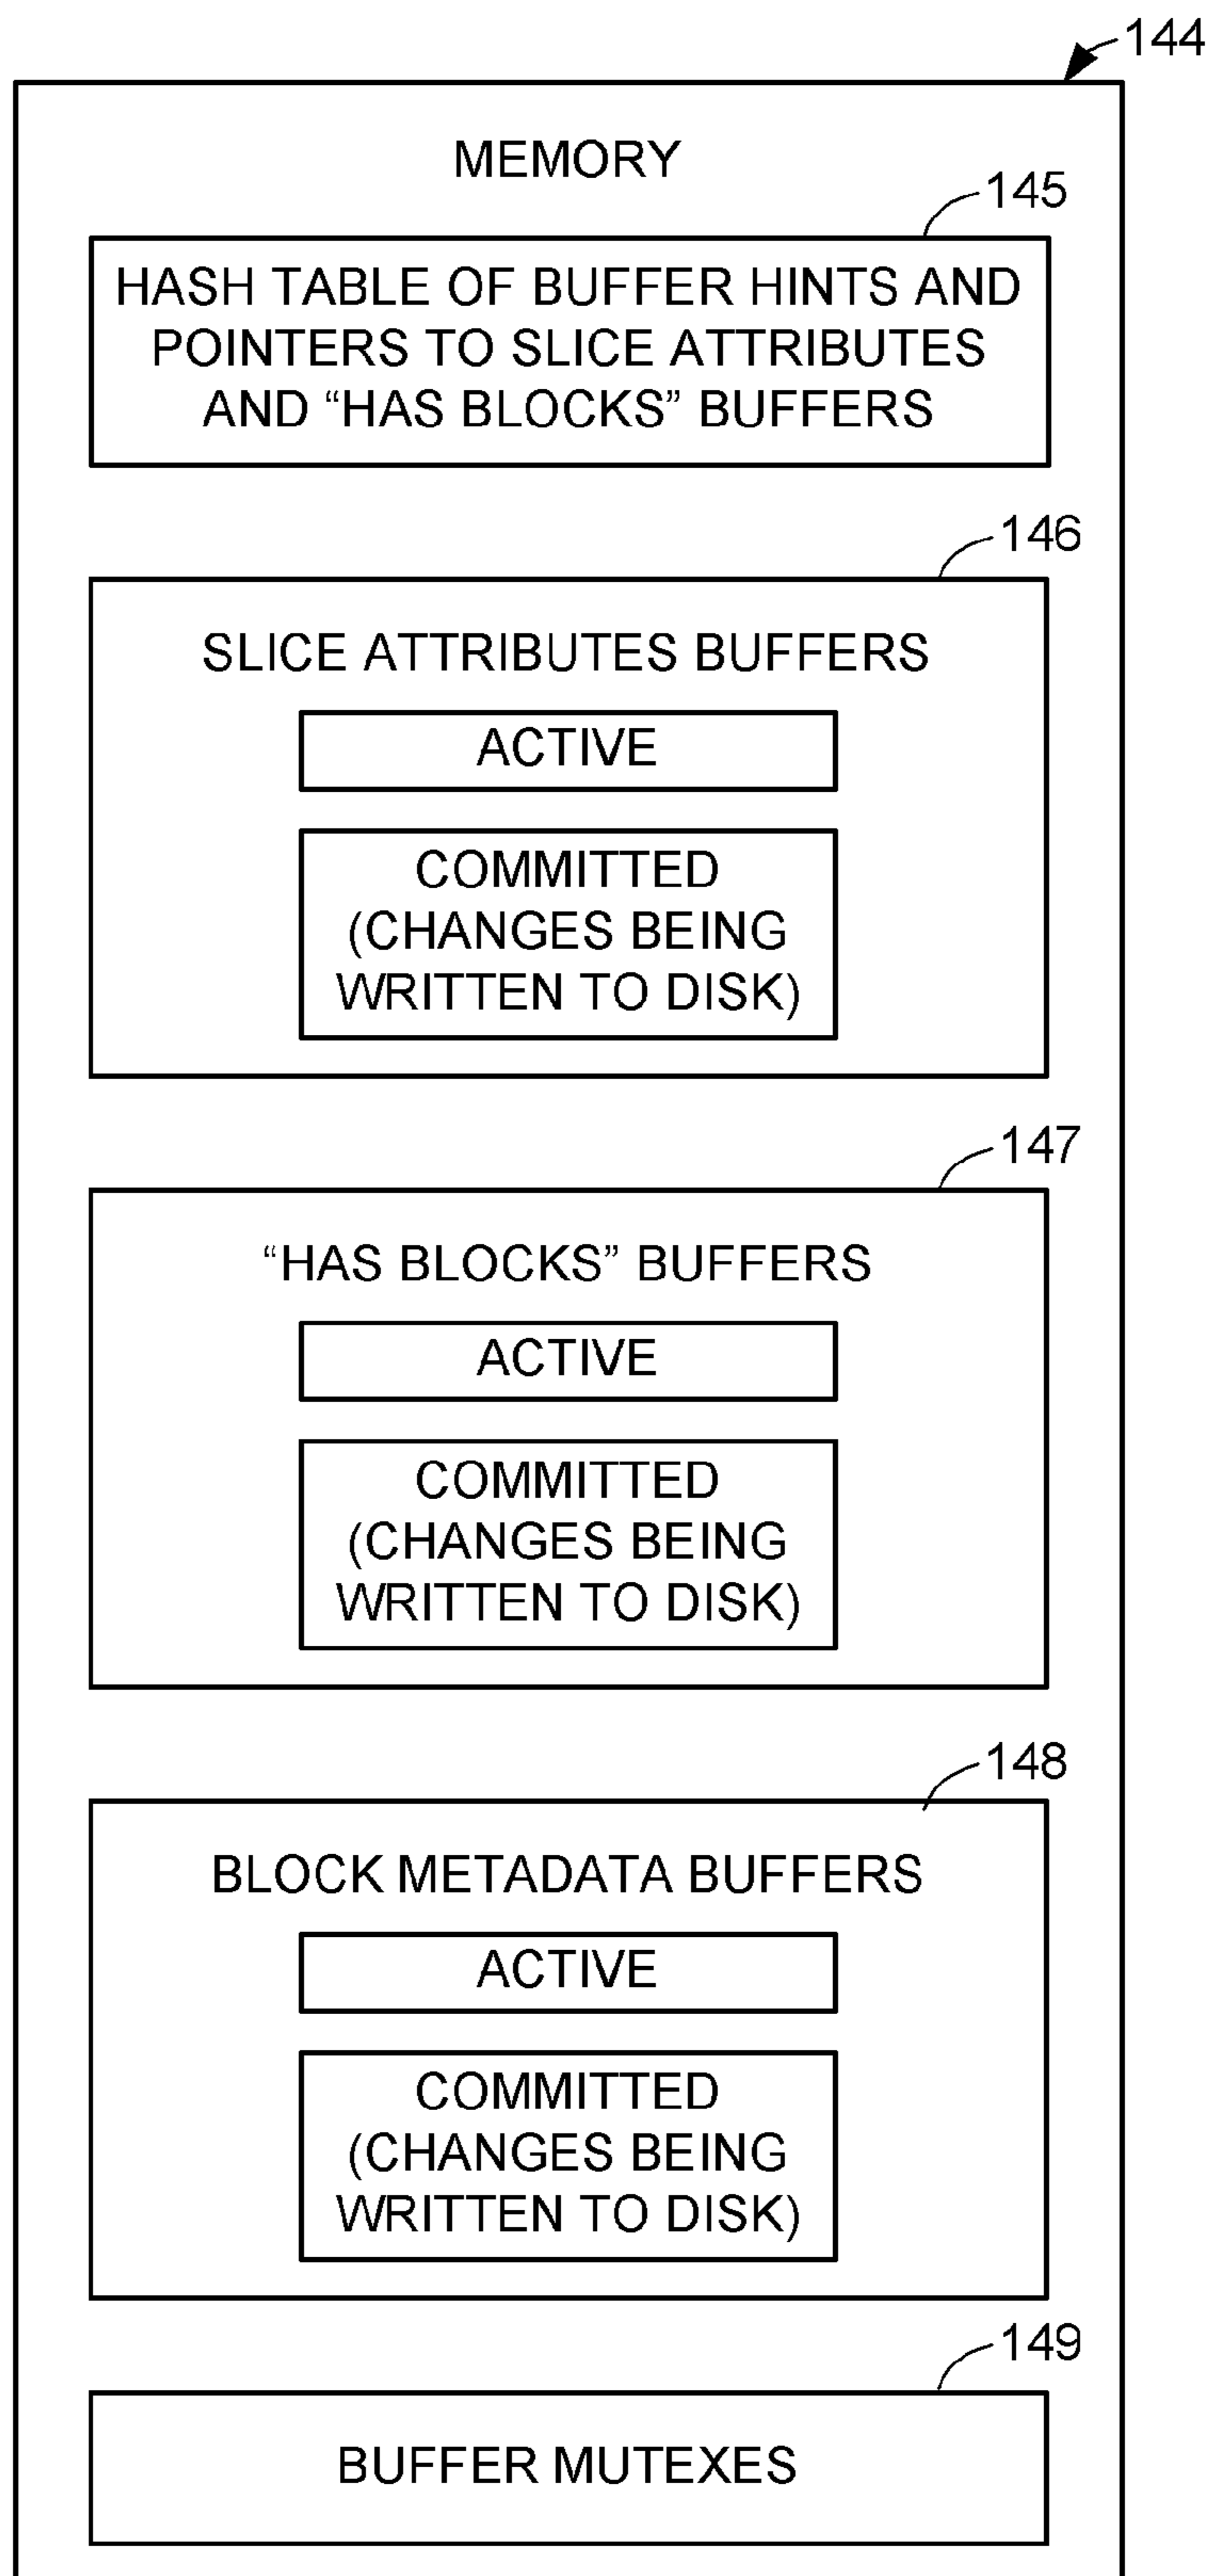 144
MEMORY
145
HASH TABLE OF BUFFER HINTS AND
POINTERS TO SLICE ATTRIBUTES
AND “HAS BLOCKS” BUFFERS
146
SLICE ATTRIBUTES BUFFERS
ACTIVE
COMMITTED
(CHANGES BEING
WRITTEN TO DISK)
147
“HAS BLOCKS” BUFFERS
ACTIVE
COMMITTED
(CHANGES BEING
WRITTEN TO DISK)
148
BLOCK METADATA BUFFERS
ACTIVE
COMMITTED
(CHANGES BEING
WRITTEN TO DISK)
149
BUFFER MUTEXES